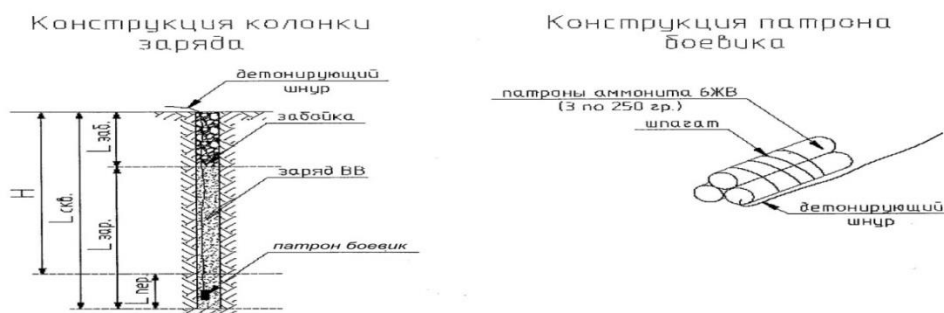 Конструкция колонки
заряда
детонирующий
шнур
забойка
заряд ВВ
патрон боевик
H
L скв.
L заб.
L зар.
L пер.
Конструкция патрона
боевика
патроны аммонита 6ЖВ
(3 по 250 гр.)
шпагат
детонирующий
шнур